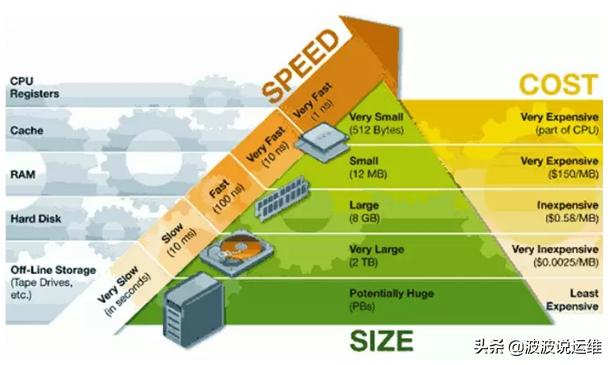 SPEED
COST
CPU
Registers
Very Fast
(1 ns)
Very Small
(512 Bytes)
Very Expensive
(part of CPU)
Cache
Very Fast
(10 ns)
Small
(12 MB)
Very Expensive
($150/MB)
RAM
Fast
(100 ns)
Large
(8 GB)
Inexpensive
($0.58/MB)
Hard Disk
Slow
(10 ms)
Very Large
(2 TB)
Very Inexpensive
($0.0025/MB)
Off-Line Storage
(Tape Drives,
etc.)
Very Slow
(in seconds)
Potentially Huge
(PBs)
Least
Expensive
SIZE
头条 @波波说运维